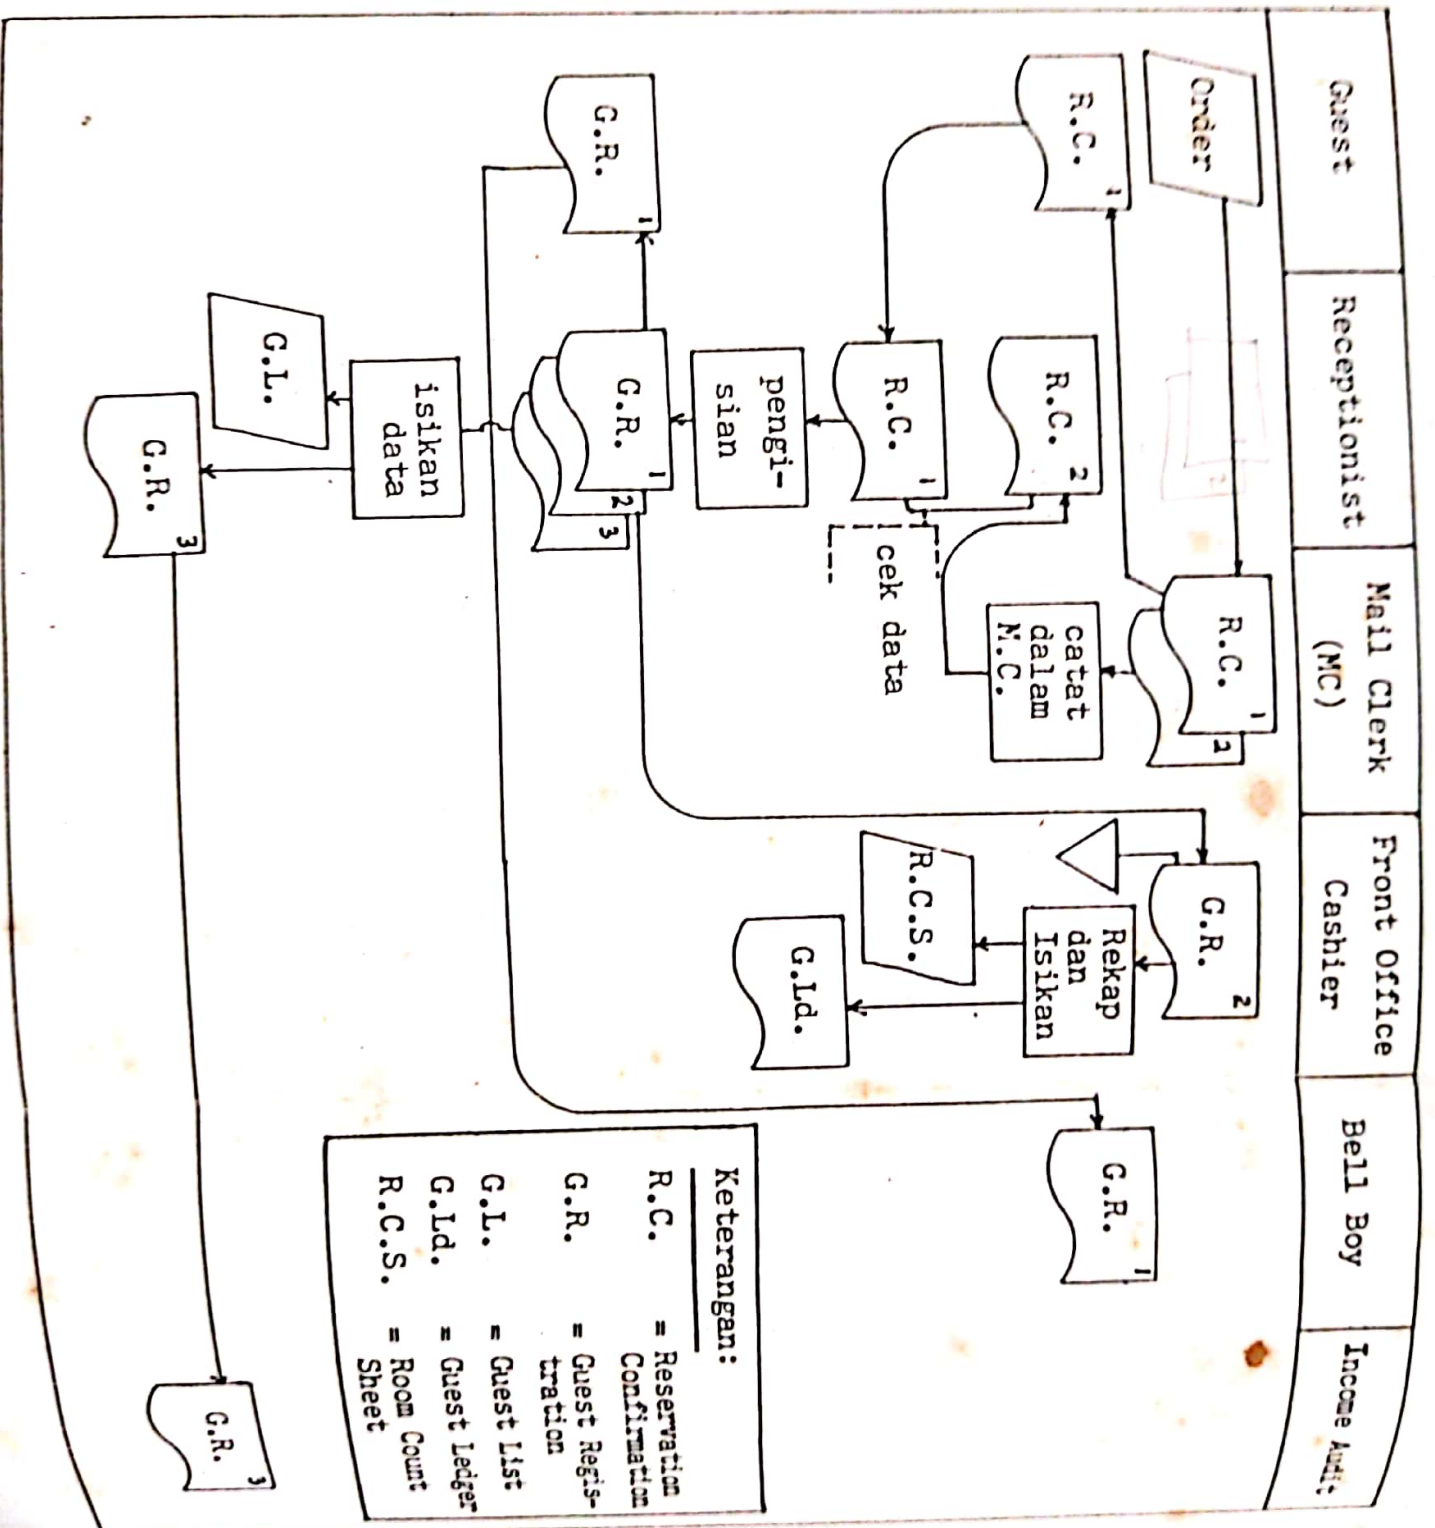 Guest
Receptionist
Mail Clerk
(MC)
Front Office
Cashier
Bell Boy
Income Audit
Order
R.C.
1
2
R.C.
1
catat
dalam
M.C.
R.C.
2
R.C.
1
cek data
pengi-
sian
G.R.
1
2
3
G.R.
1
isikan
data
G.L.
G.R.
3
G.R.
2
Rekap
dan
Isikan
R.C.S.
G.Ld.
G.R.
1
G.R.
3
Keterangan:
R.C. = Reservation
Confirmation
G.R. = Guest Regis-
tration
G.L. = Guest List
G.Ld. = Guest Ledger
R.C.S. = Room Count
Sheet